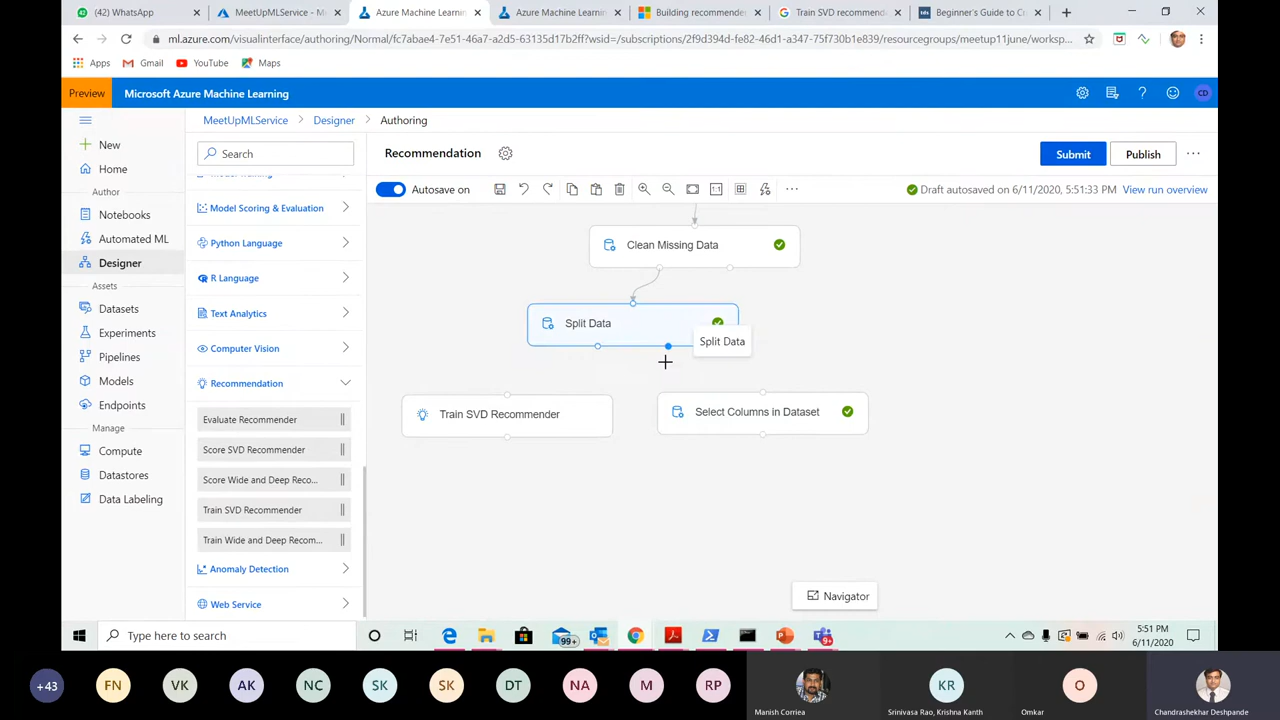 (42) WhatsApp
MeetUpMLService - M
Azure Machine Learnin
Azure Machine Learnin
Building recommende
Train SVD recommend
Beginner's Guide to C
ml.azure.com/visualinterface/authoring/Normal/fc7abae4-7e51-46a7-a2d5-63135d17b2ff?wsid=/subscriptions/2f9d394d-fe82-46d1-a347-75f730b1e839/resourcegroups/meetup11june/worksp...
Apps
Gmail
YouTube
Maps
Preview
Microsoft Azure Machine Learning
CD
MeetUpMLService > Designer > Authoring
New
Home
Author
Notebooks
Automated ML
Designer
Assets
Datasets
Experiments
Pipelines
Models
Endpoints
Manage
Compute
Datastores
Data Labeling
Search
Model Scoring & Evaluation
Python Language
R Language
Text Analytics
Computer Vision
Recommendation
Evaluate Recommender
Score SVD Recommender
Score Wide and Deep Reco...
Train SVD Recommender
Train Wide and Deep Recom...
Anomaly Detection
Web Service
Recommendation
Submit
Publish
Autosave on
Draft autosaved on 6/11/2020, 5:51:33 PM
View run overview
Clean Missing Data
Split Data
Split Data
Train SVD Recommender
Select Columns in Dataset
Navigator
Type here to search
99+
9+
5:51 PM
6/11/2020
+43
FN
VK
AK
NC
SK
SK
DT
NA
M
RP
KR
O
Manish Corriea
Srinivasa Rao, Krishna Kanth
Omkar
Chandrashekhar Deshpande